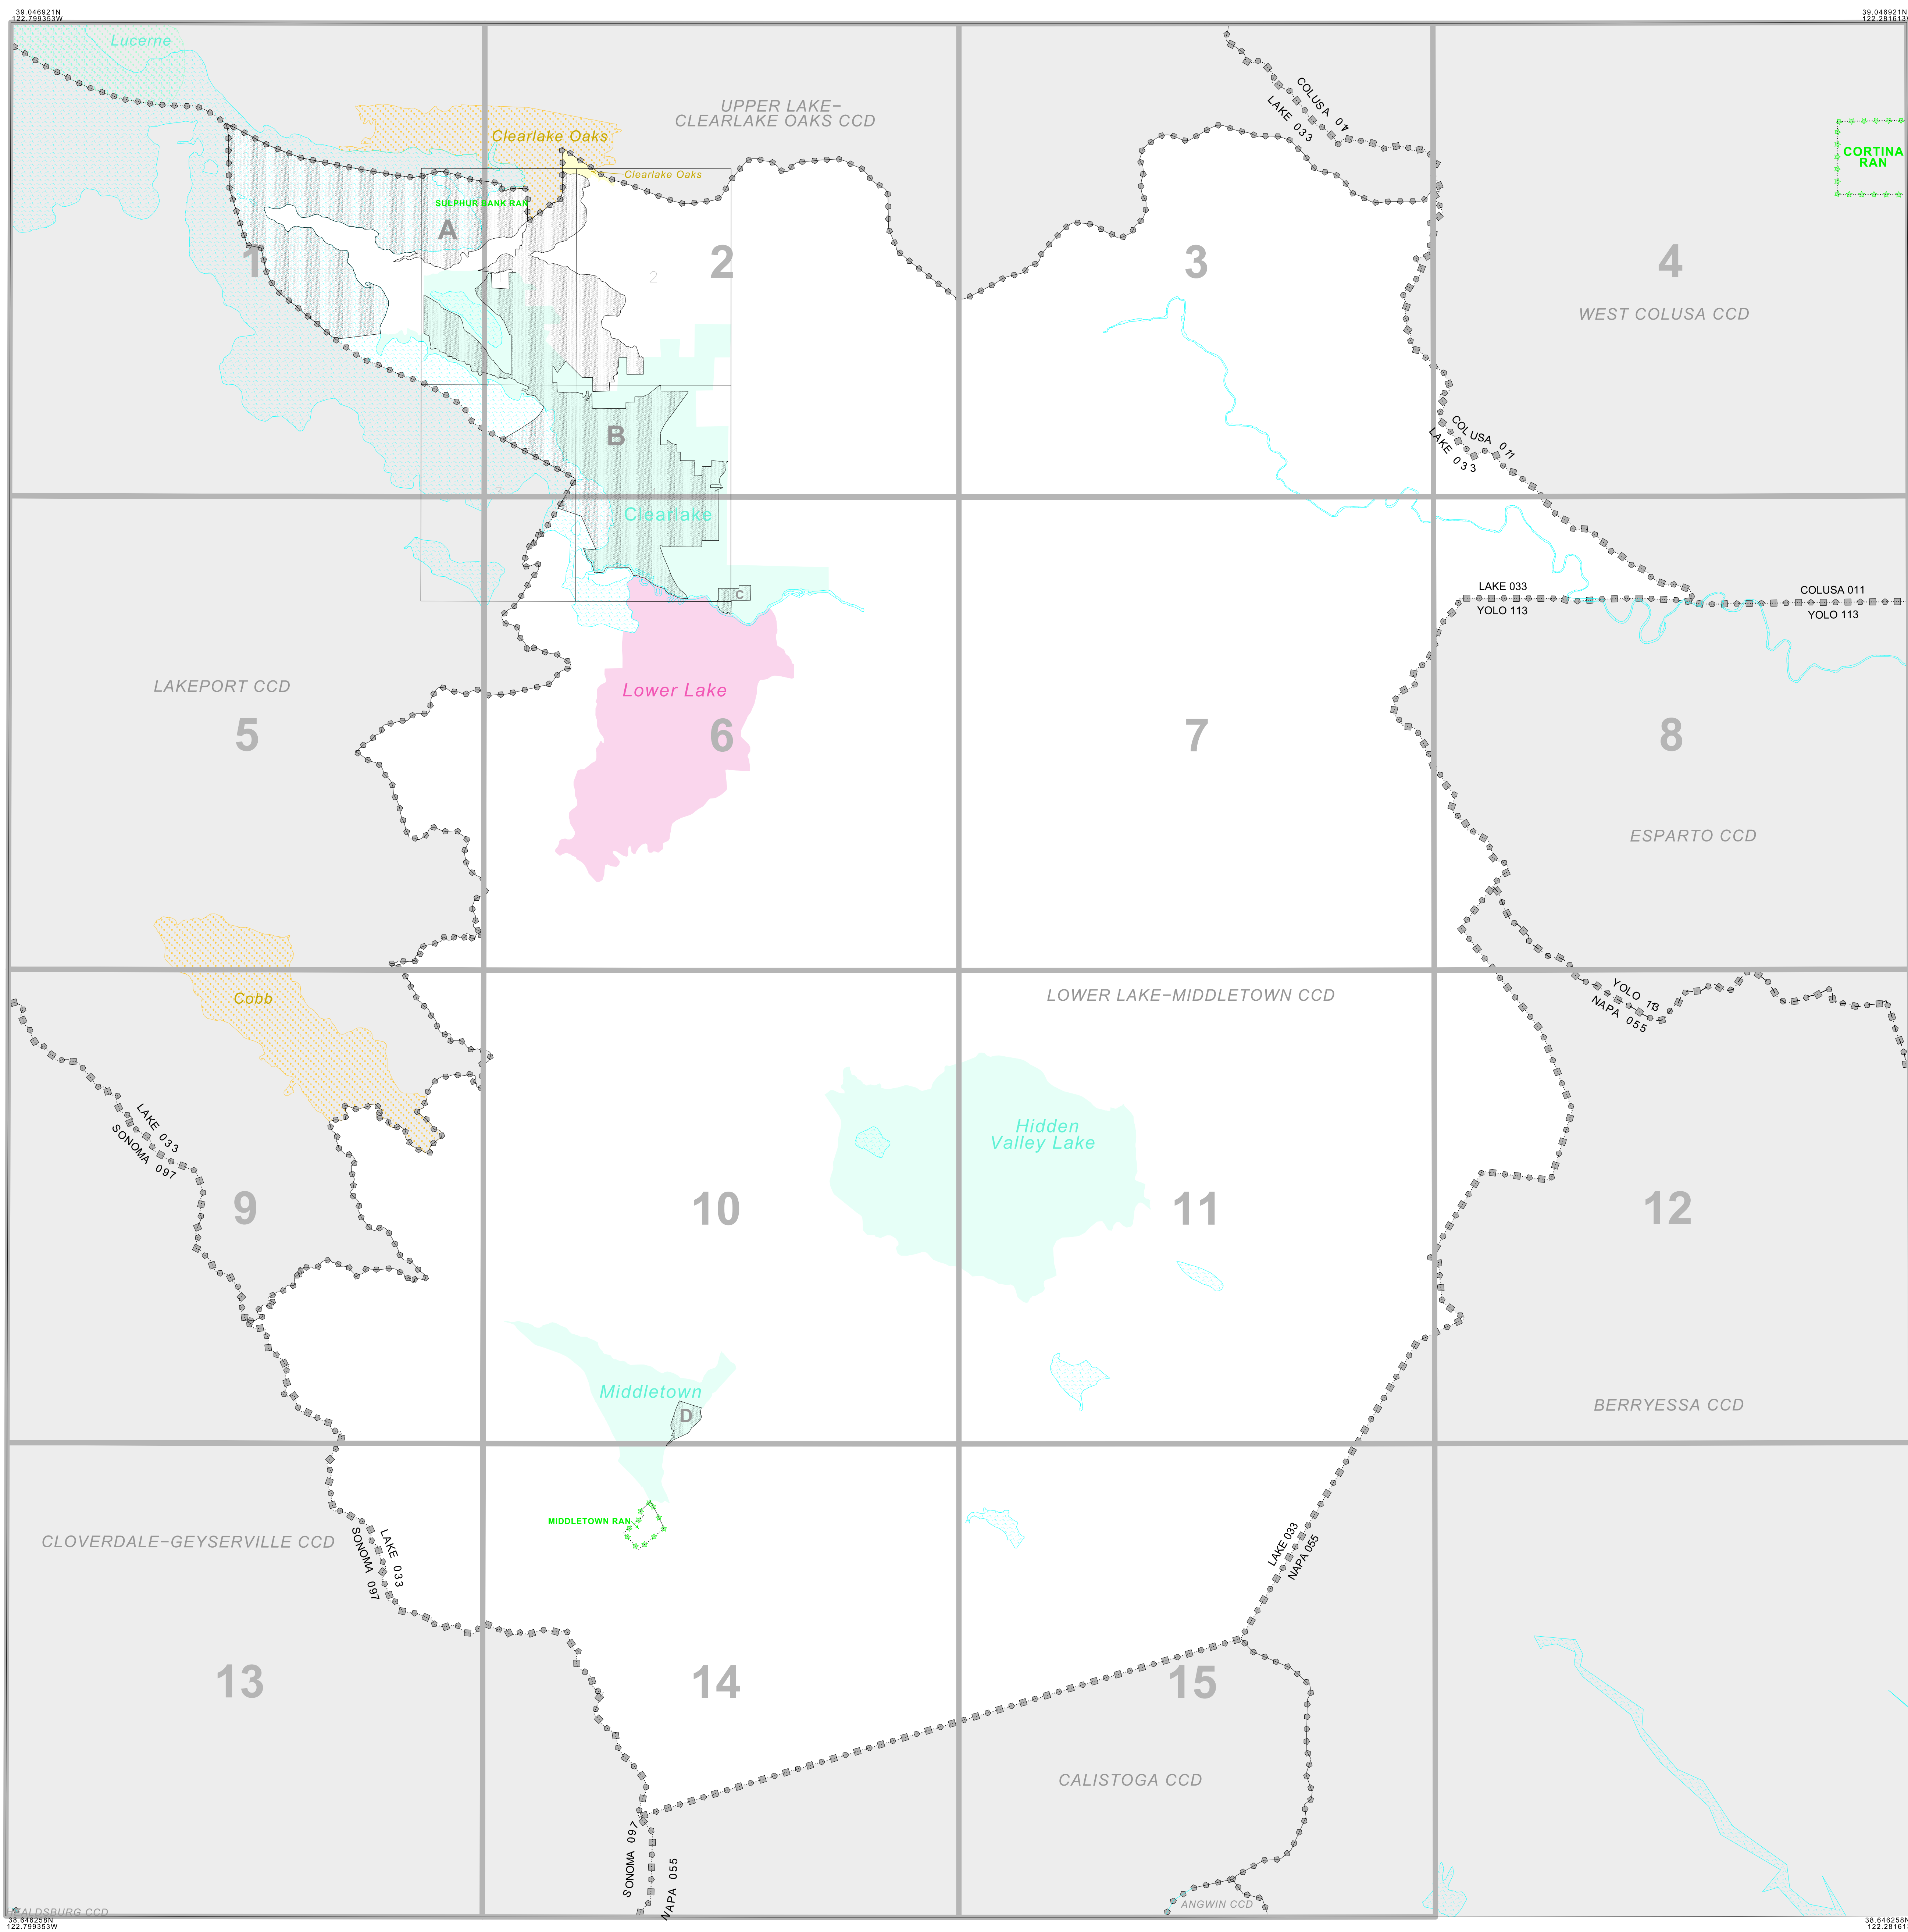 39.046921N
122.799353W
39.046921N
122.281613W
Lucerne
UPPER LAKE-
CLEARLAKE OAKS CCD
Clearlake Oaks
Clearlake Oaks
COLUSA 011
LAKE 033
CORTINA
RAN
SULPHUR BANK RAN
A
1
2
2
3
4
WEST COLUSA CCD
B
COLUSA 011
LAKE 033
3
4
Clearlake
C
LAKE 033
YOLO 113
COLUSA 011
YOLO 113
LAKEPORT CCD
Lower Lake
5
6
7
8
ESPARTO CCD
Cobb
LOWER LAKE-MIDDLETOWN CCD
YOLO 113
NAPA 055
LAKE 033
SONOMA 097
Hidden
Valley Lake
9
10
11
12
Middletown
D
BERRYESSA CCD
MIDDLETOWN RAN
CLOVERDALE-GEYSERVILLE CCD
LAKE 033
SONOMA 097
LAKE 033
NAPA 055
13
14
15
CALISTOGA CCD
SONOMA 097
NAPA 055
ANGWIN CCD
38.646258N
122.799353W
38.646258N
122.281613